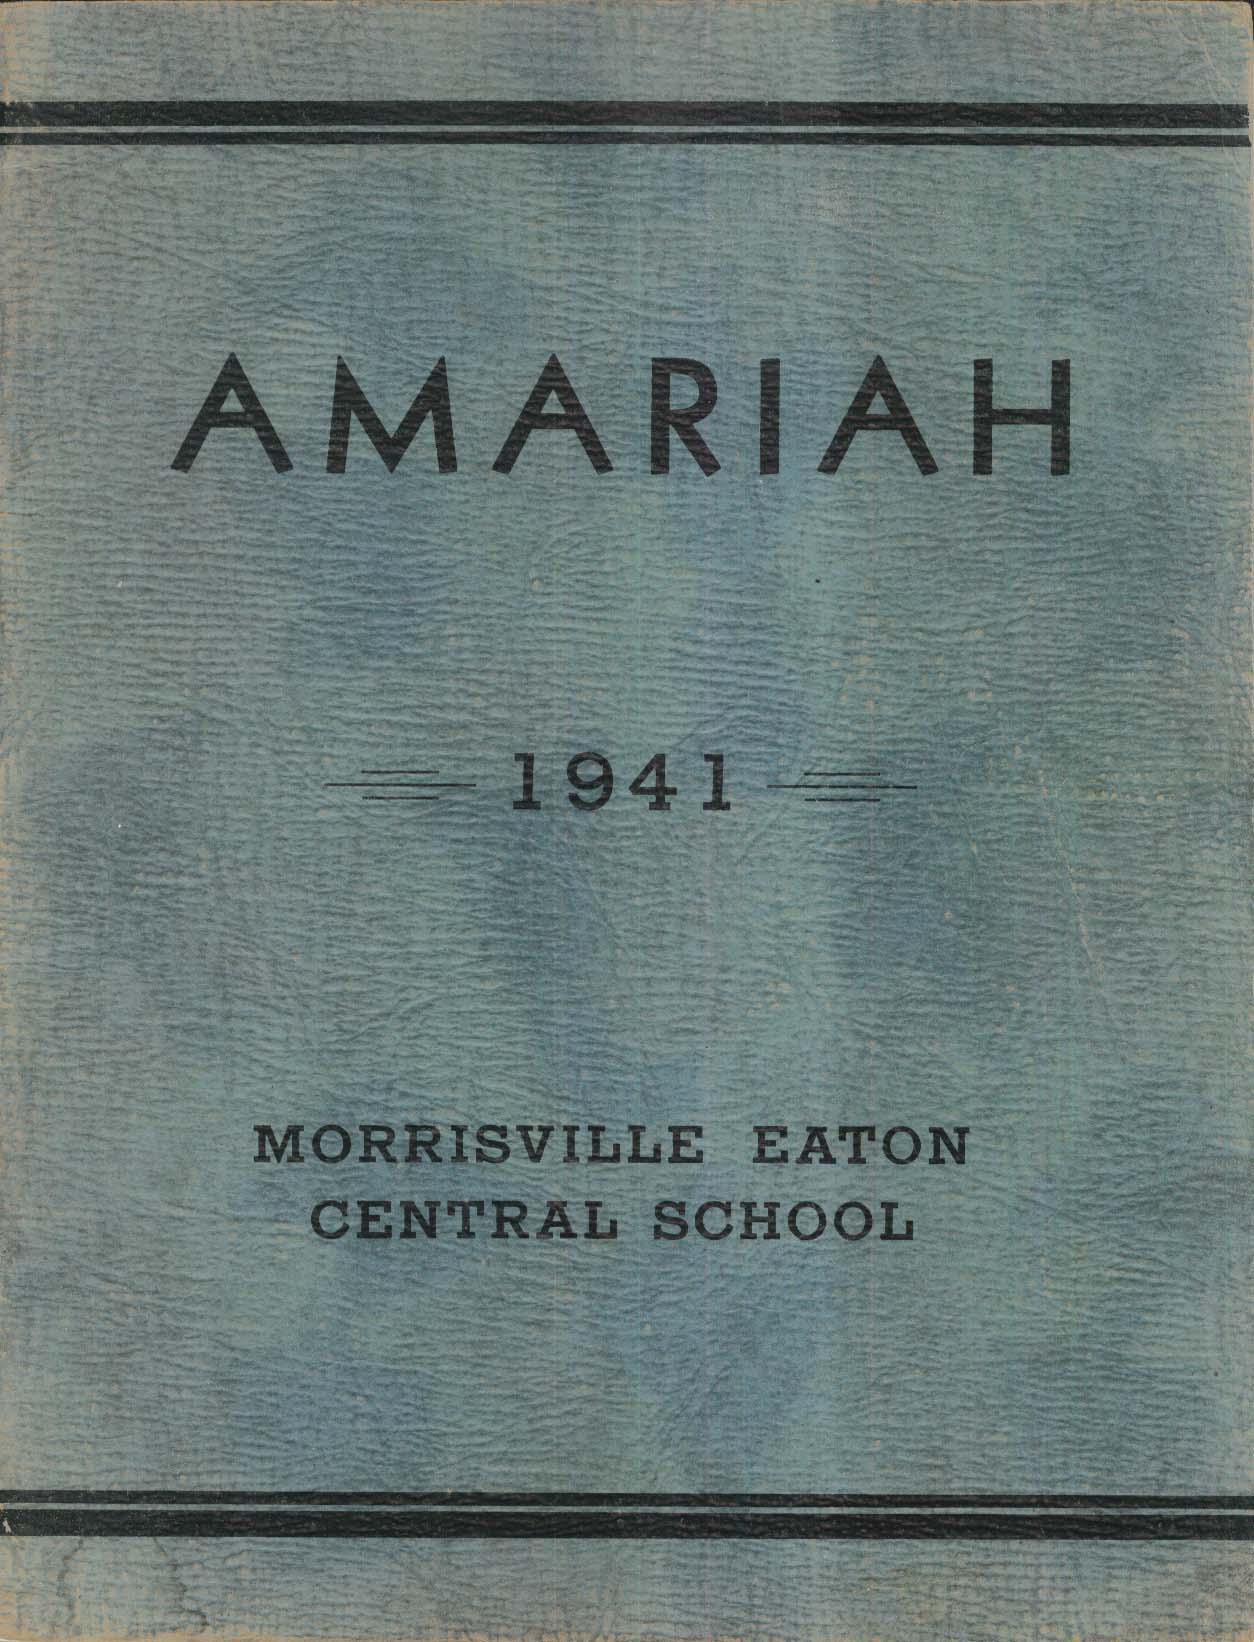 AMARIAH
1941
MORRISVILLE EATON
CENTRAL SCHOOL